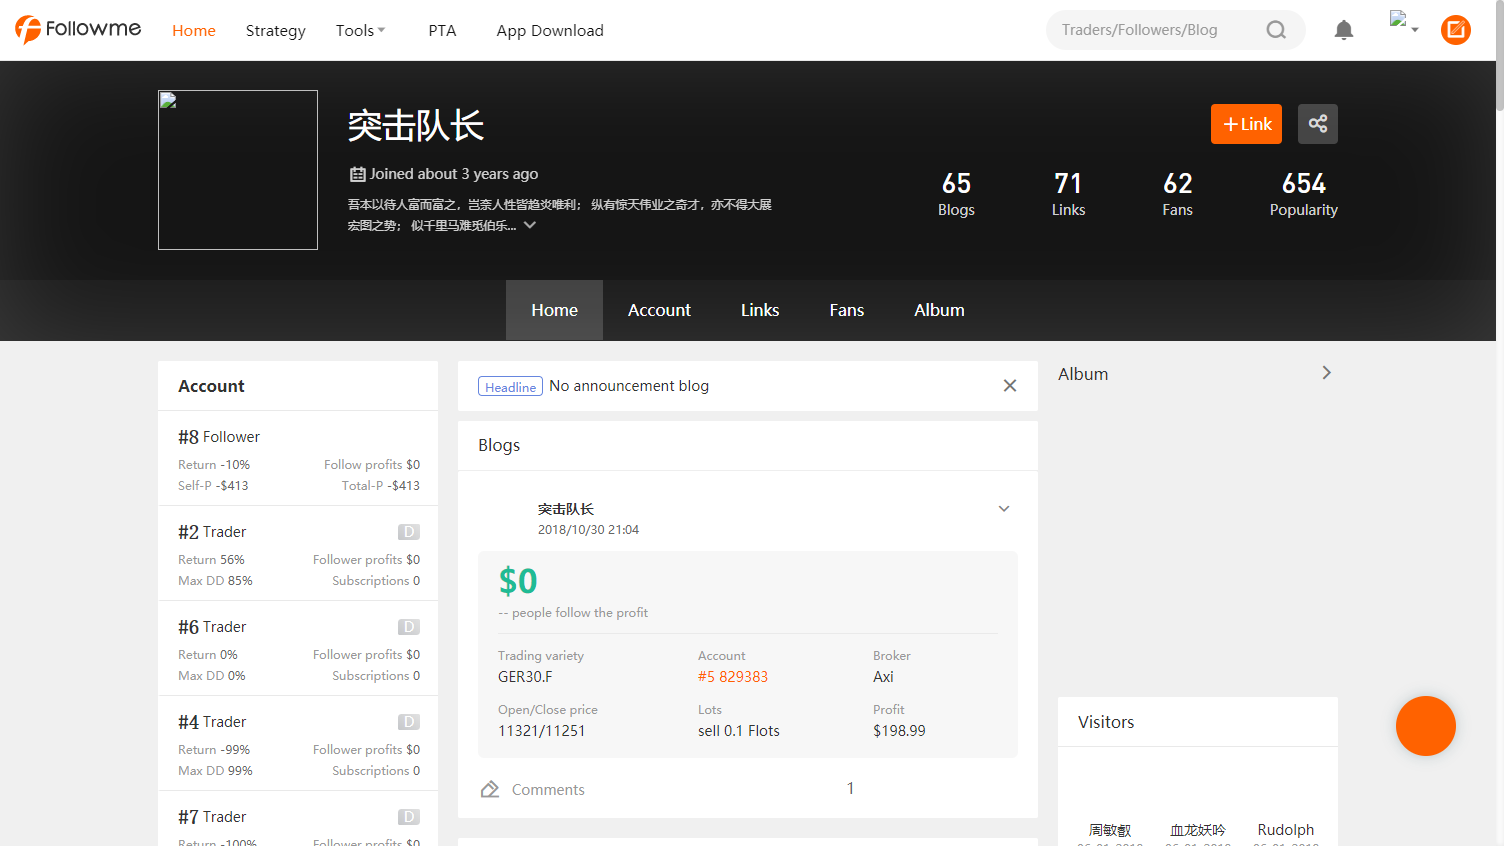 Followme Home Strategy Tools PTA App Download Traders/Followers/Blog
突击队长
+Link
Joined about 3 years ago
吾本以待人富而富之，岂奈人性皆趋炎唯利； 纵有惊天伟业之奇才，亦不得大展
宏图之势； 似千里马难觅伯乐...
65 71 62 654
Blogs Links Fans Popularity
Home Account Links Fans Album
Account
#8 Follower
Return -10% Follow profits $0
Self-P -$413 Total-P -$413
#2 Trader D
Return 56% Follower profits $0
Max DD 85% Subscriptions 0
#6 Trader D
Return 0% Follower profits $0
Max DD 0% Subscriptions 0
#4 Trader D
Return -99% Follower profits $0
Max DD 99% Subscriptions 0
#7 Trader D
Return -100% Follower profits $0
Headline No announcement blog
Blogs
突击队长
2018/10/30 21:04
$0
-- people follow the profit
Trading variety Account Broker
GER30.F #5 829383 Axi
Open/Close price Lots Profit
11321/11251 sell 0.1 Flots $198.99
Comments 1
Album
Visitors
周敏叡 血龙妖吟 Rudolph